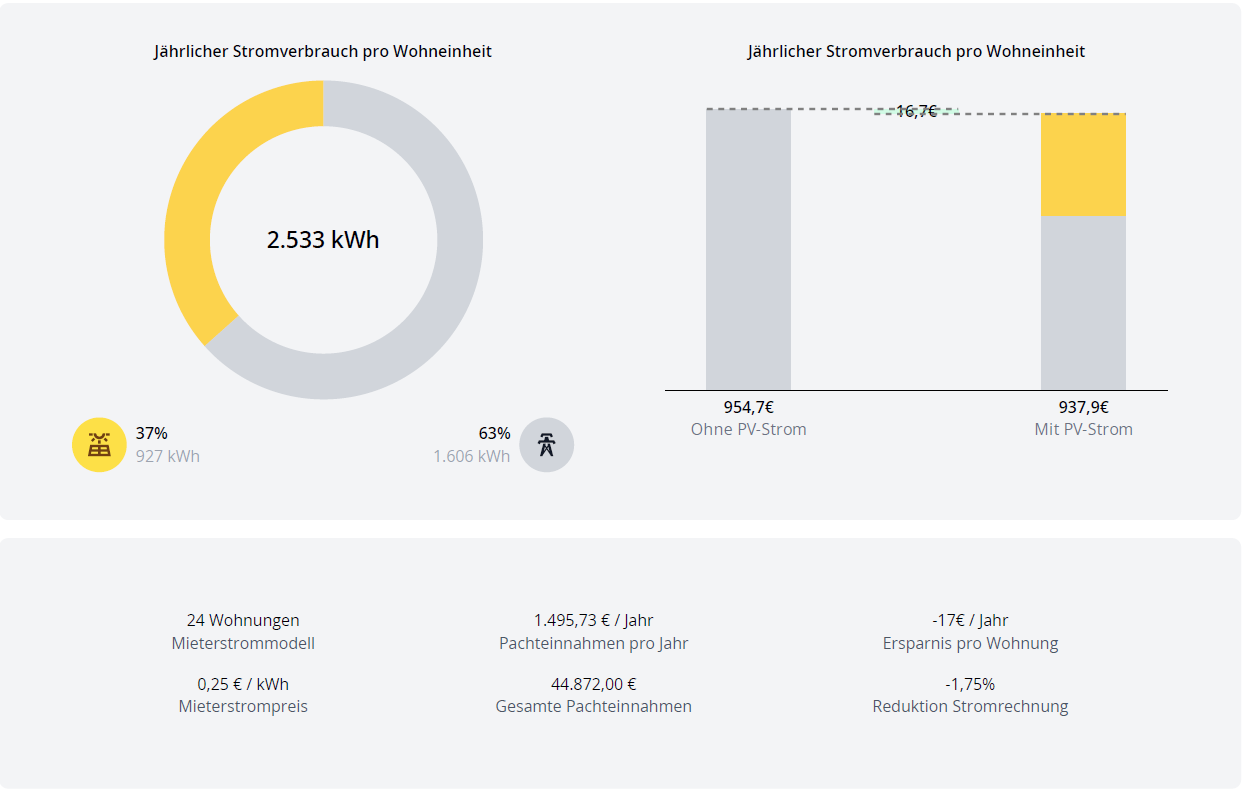 Jährlicher Stromverbrauch pro Wohneinheit
2.533 kWh
37%
927 kWh
63%
1.606 kWh
Jährlicher Stromverbrauch pro Wohneinheit
16,7€
954,7€
Ohne PV-Strom
937,9€
Mit PV-Strom
24 Wohnungen
Mieterstrommodell
1.495,73 € / Jahr
Pachteinnahmen pro Jahr
-17€ / Jahr
Ersparnis pro Wohnung
0,25 € / kWh
Mieterstrompreis
44.872,00 €
Gesamte Pachteinnahmen
-1,75%
Reduktion Stromrechnung